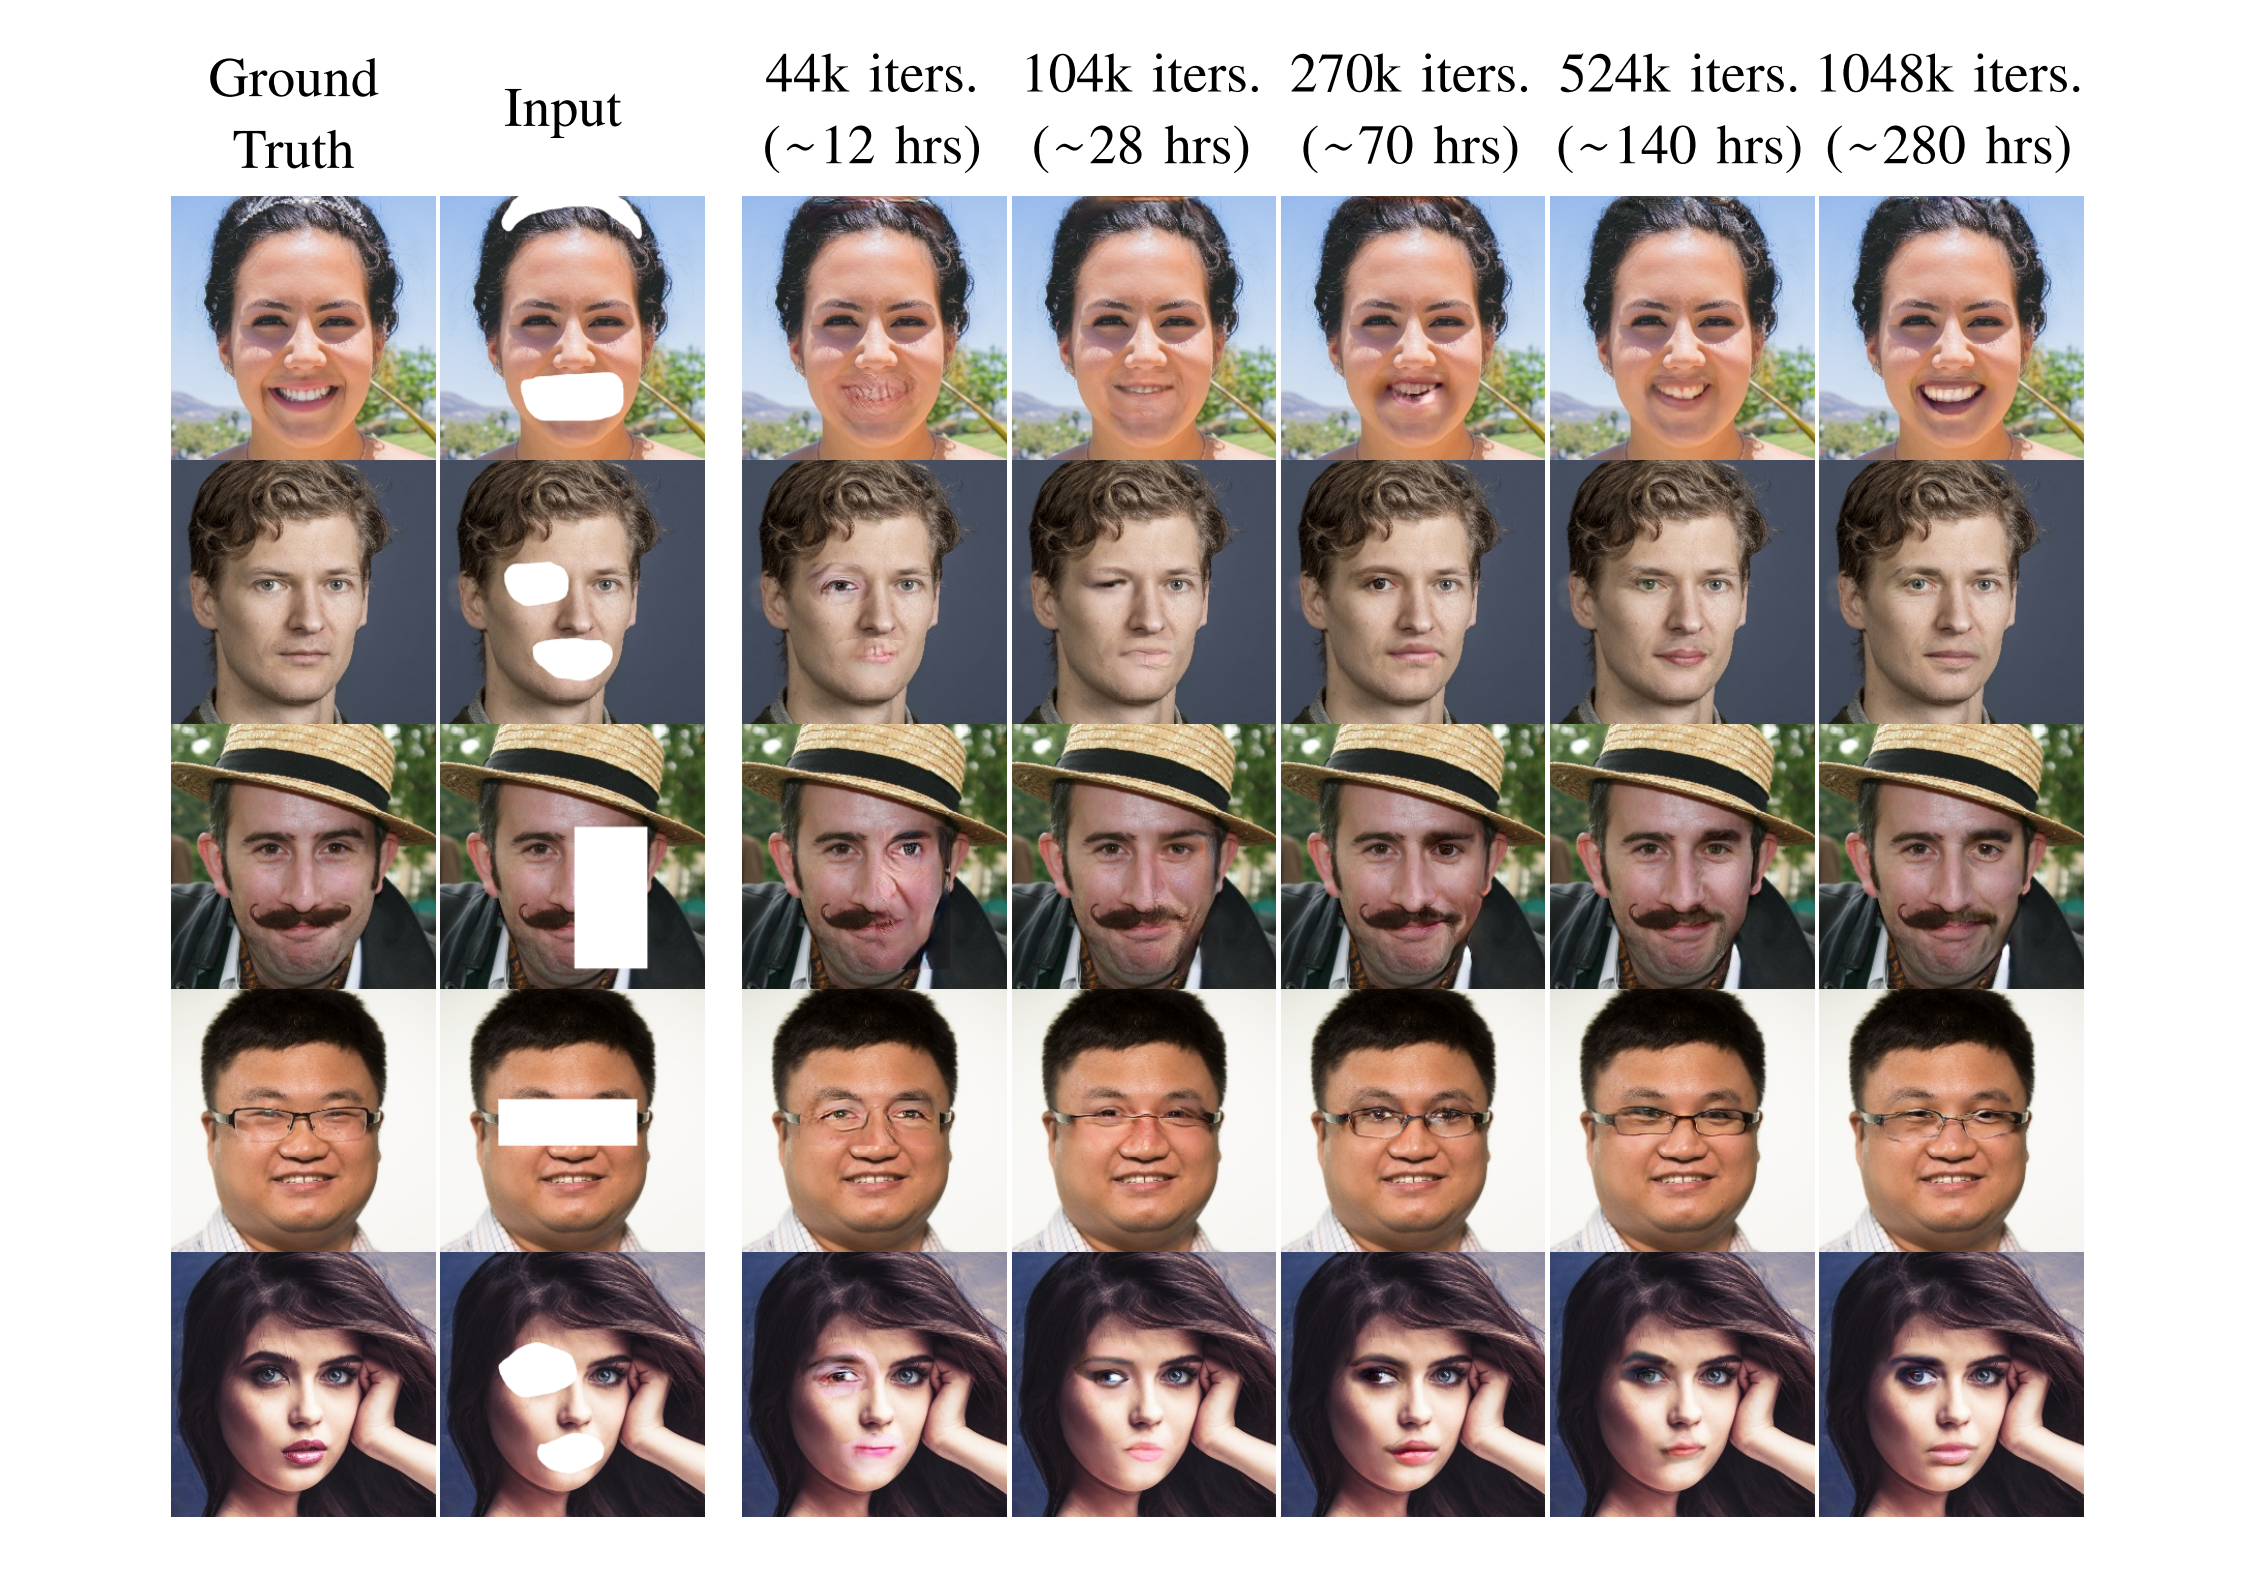 Ground
Truth
Input
44k iters.
(~12 hrs)
104k iters.
(~28 hrs)
270k iters.
(~70 hrs)
524k iters.
(~140 hrs)
1048k iters.
(~280 hrs)